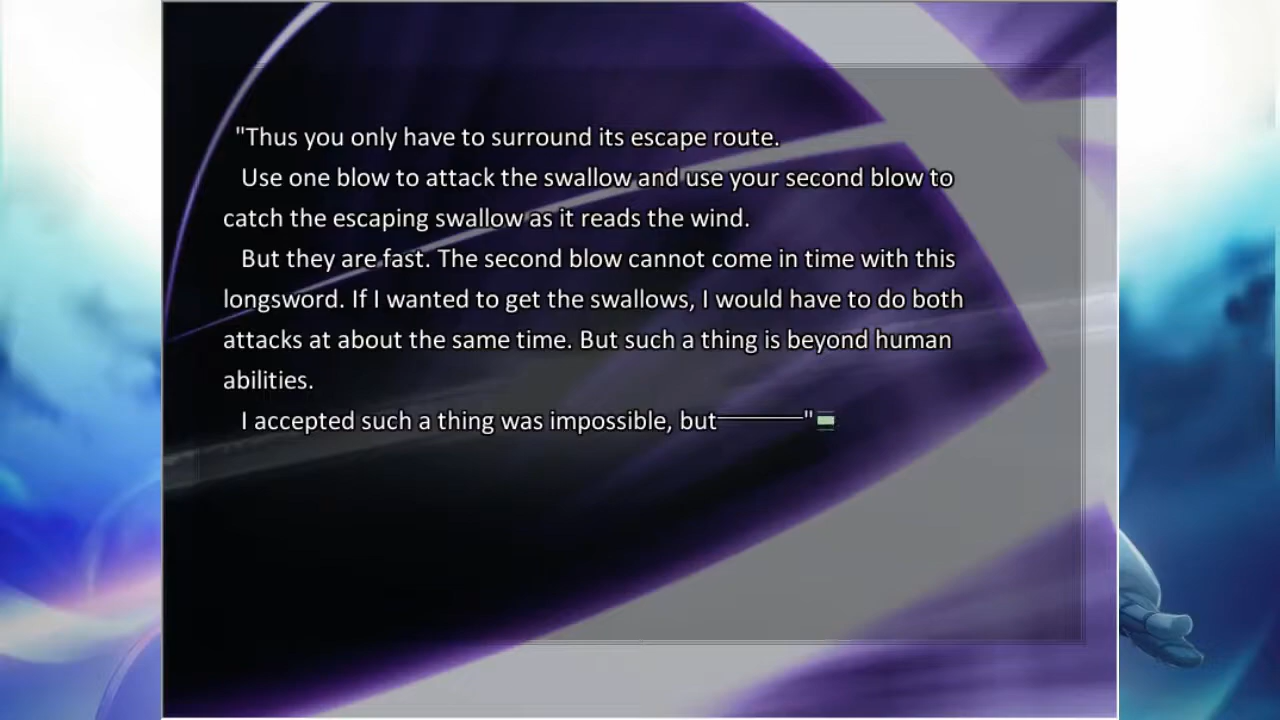 "Thus you only have to surround its escape route.
Use one blow to attack the swallow and use your second blow to
catch the escaping swallow as it reads the wind.
But they are fast. The second blow cannot come in time with this
longsword. If I wanted to get the swallows, I would have to do both
attacks at about the same time. But such a thing is beyond human
abilities.
I accepted such a thing was impossible, but―――――"